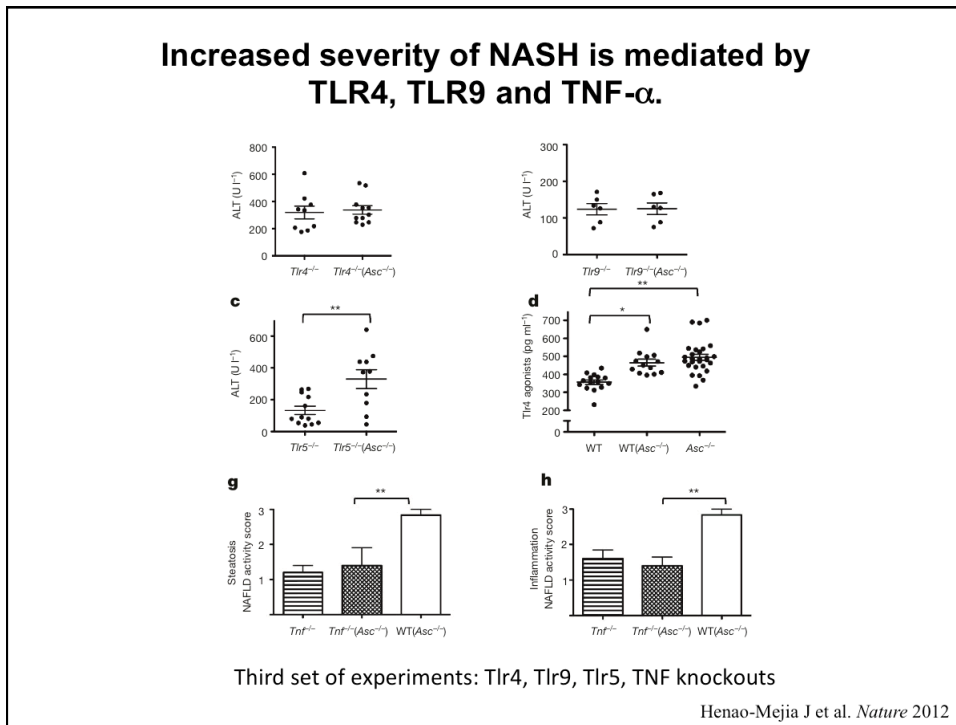 Increased severity of NASH is mediated by
TLR4, TLR9 and TNF-α.
800
600
400
200
0
ALT (U l⁻¹)
Tlr4⁻/⁻
Tlr4⁻/⁻(Asc⁻/⁻)
300
200
100
0
ALT (U l⁻¹)
Tlr9⁻/⁻
Tlr9⁻/⁻(Asc⁻/⁻)
c
**
600
400
200
0
ALT (U l⁻¹)
Tlr5⁻/⁻
Tlr5⁻/⁻(Asc⁻/⁻)
d
**
*
700
600
500
400
300
200
0
Tlr4 agonists (pg ml⁻¹)
WT
WT(Asc⁻/⁻)
Asc⁻/⁻
g
**
3
2
1
Steatosis
NAFLD activity score
Tnf⁻/⁻
Tnf⁻/⁻(Asc⁻/⁻)
WT(Asc⁻/⁻)
h
**
3
2
1
Inflammation
NAFLD activity score
Tnf⁻/⁻
Tnf⁻/⁻(Asc⁻/⁻)
WT(Asc⁻/⁻)
Third set of experiments: Tlr4, Tlr9, Tlr5, TNF knockouts
Henao-Mejia J et al. Nature 2012